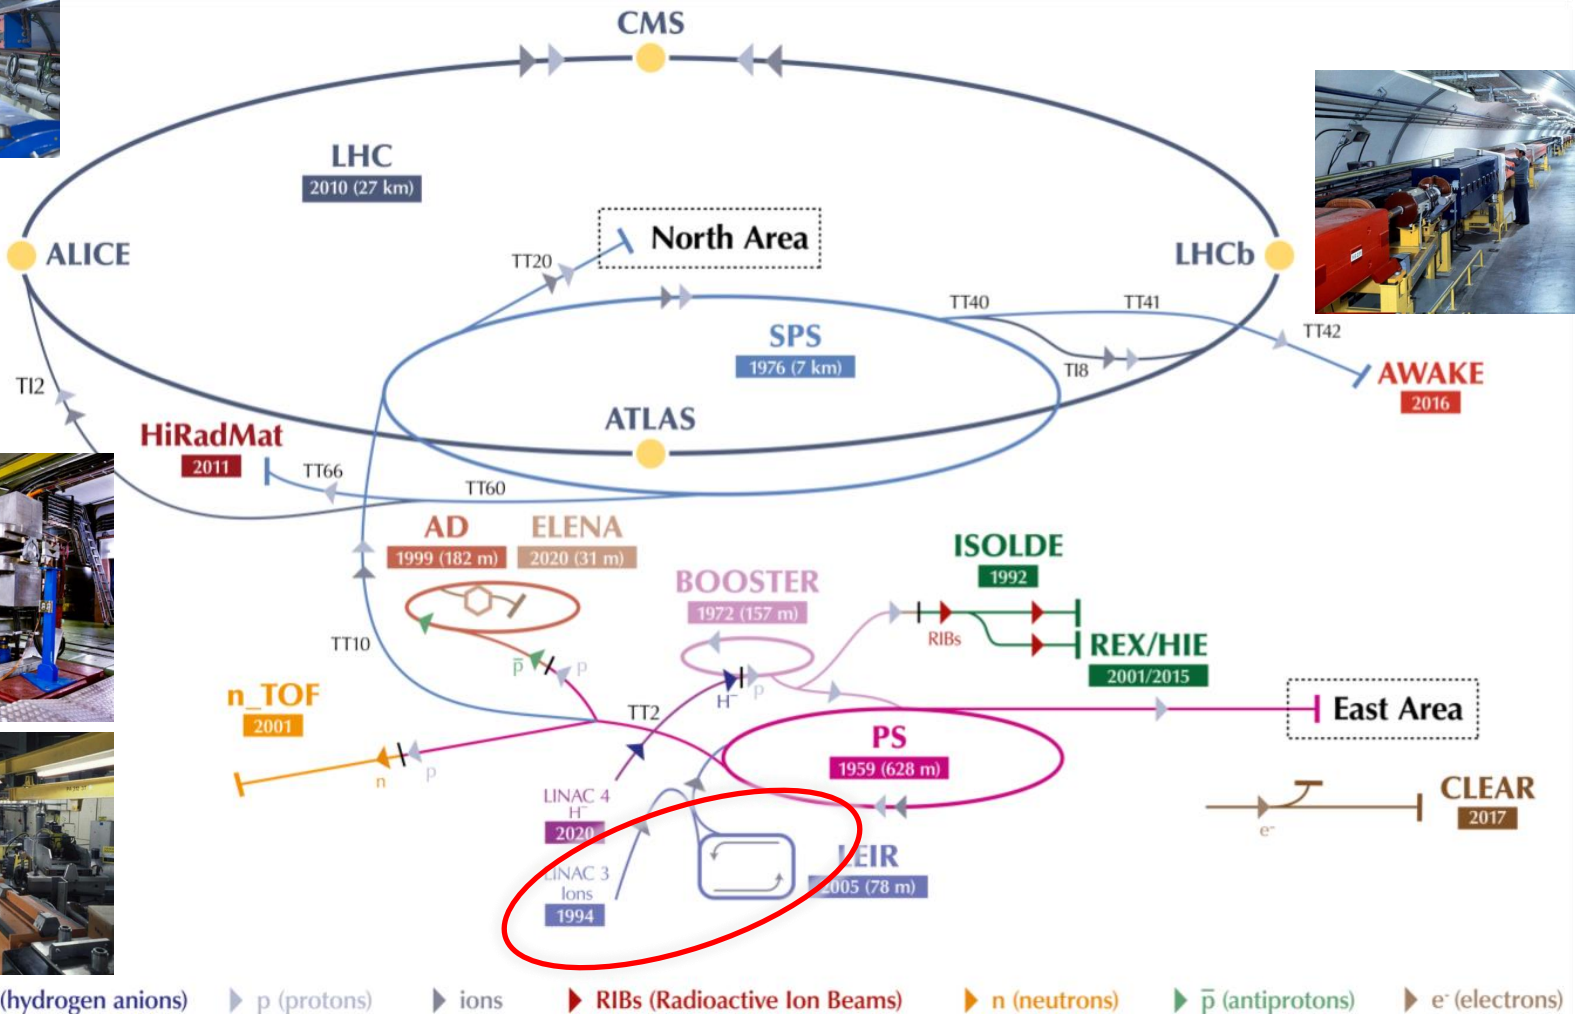 CMS
LHC
2010 (27 km)
North Area
ALICE
TT20
LHCb
TT40
TT41
SPS
TT42
1976 (7 km)
TI8
AWAKE
2016
TI2
ATLAS
HiRadMat
2011
TT66
TT60
AD
1999 (182 m)
ELENA
2020 (31 m)
ISOLDE
1992
BOOSTER
1972 (157 m)
RIBs
REX/HIE
2001/2015
TT10
p̅
p
H⁻
p
n_TOF
2001
TT2
East Area
PS
1959 (628 m)
n
p
CLEAR
2017
e⁻
LINAC 4
H⁻
2020
LEIR
2005 (78 m)
LINAC 3
Ions
1994
(hydrogen anions)
p (protons)
ions
RIBs (Radioactive Ion Beams)
n (neutrons)
p̅ (antiprotons)
e⁻ (electrons)